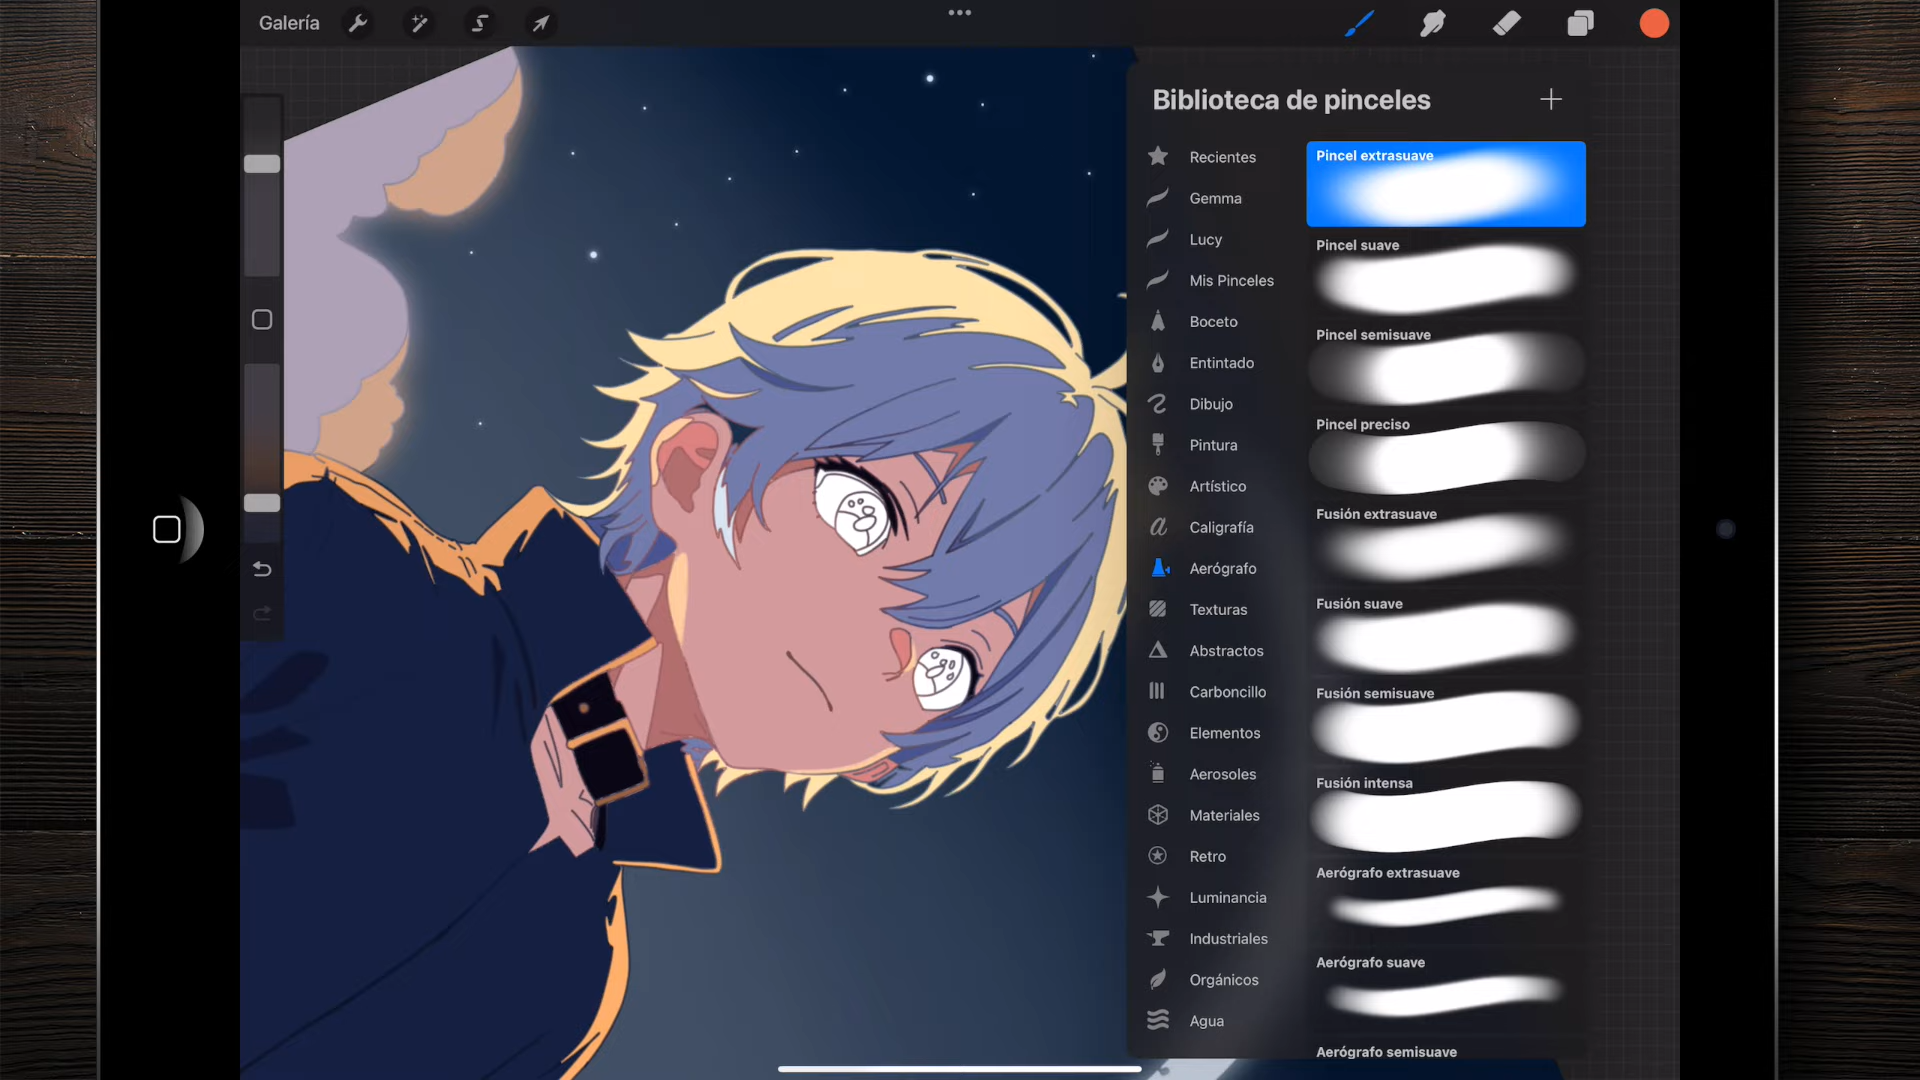 Galería
Biblioteca de pinceles
Recientes
Gemma
Lucy
Mis Pinceles
Boceto
Entintado
Dibujo
Pintura
Artístico
Caligrafía
Aerógrafo
Texturas
Abstractos
Carboncillo
Elementos
Aerosoles
Materiales
Retro
Luminancia
Industriales
Orgánicos
Agua
Pincel extrasuave
Pincel suave
Pincel semisuave
Pincel preciso
Fusión extrasuave
Fusión suave
Fusión semisuave
Fusión intensa
Aerógrafo extrasuave
Aerógrafo suave
Aerógrafo semisuave